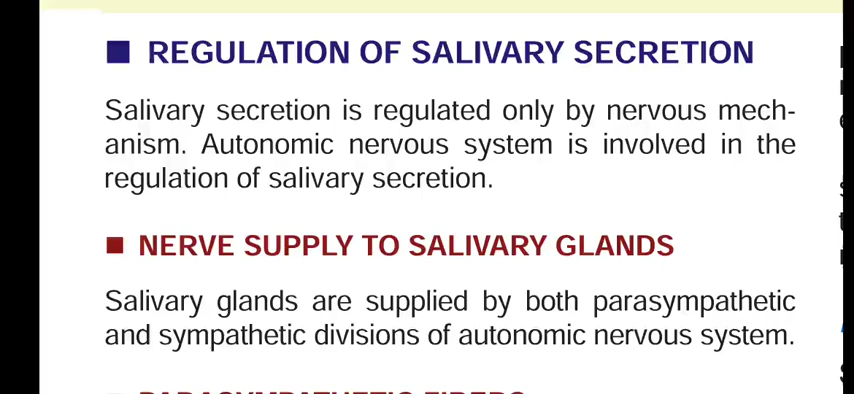 REGULATION OF SALIVARY SECRETION
Salivary secretion is regulated only by nervous mech-
anism. Autonomic nervous system is involved in the
regulation of salivary secretion.
NERVE SUPPLY TO SALIVARY GLANDS
Salivary glands are supplied by both parasympathetic
and sympathetic divisions of autonomic nervous system.
PARASYMPATHETIC FIBERS